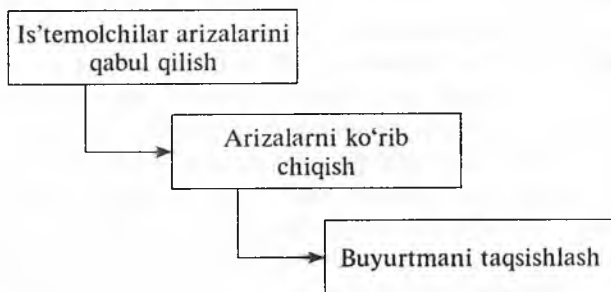 Is’temolchilar arizalarini
qabul qilish
Arizalarni ko‘rib
chiqish
Buyurtmani taqsishlash